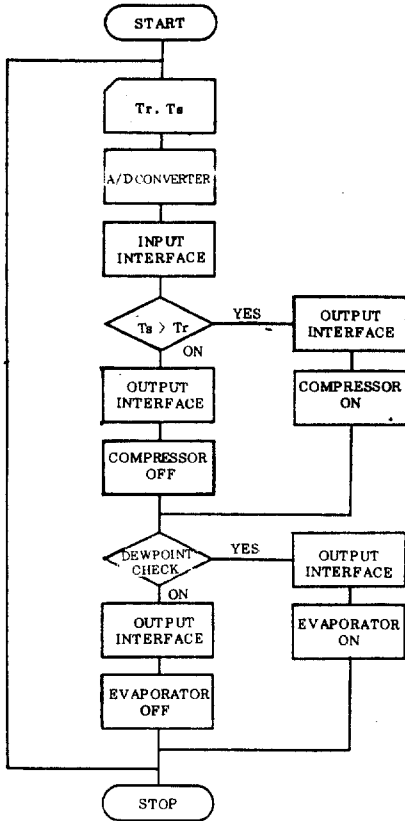 START
Tr. Ts
A/D CONVERTER
INPUT
INTERFACE
Ts > Tr
YES
ON
OUTPUT
INTERFACE
COMPRESSOR
ON
OUTPUT
INTERFACE
COMPRESSOR
OFF
DEWPOINT
CHECK
YES
ON
OUTPUT
INTERFACE
EVAPORATOR
ON
OUTPUT
INTERFACE
EVAPORATOR
OFF
STOP